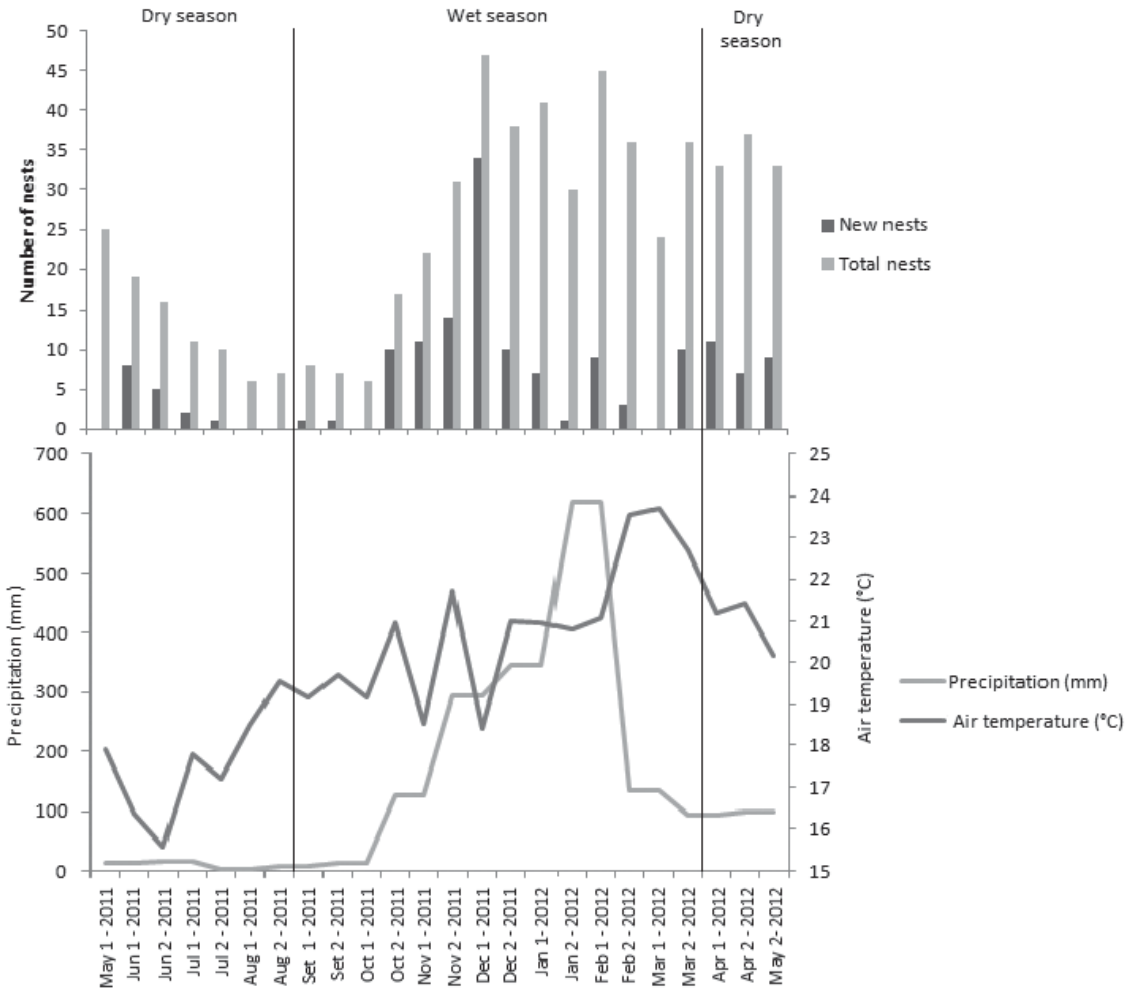 Dry season
Wet season
Dry
season
50
45
40
35
30
25
20
15
10
5
0
Number of nests
New nests
Total nests
700
600
500
400
300
200
100
0
Precipitation (mm)
25
24
23
22
21
20
19
18
17
16
15
Air temperature (°C)
Precipitation (mm)
Air temperature (°C)
May 1 - 2011
Jun 1 - 2011
Jun 2 - 2011
Jul 1 - 2011
Jul 2 - 2011
Aug 1 - 2011
Aug 2 - 2011
Set 1 - 2011
Set 2 - 2011
Oct 1 - 2011
Oct 2 - 2011
Nov 1 - 2011
Nov 2 - 2011
Dec 1 - 2011
Dec 2 - 2011
Jan 1 - 2012
Jan 2 - 2012
Feb 1 - 2012
Feb 2 - 2012
Mar 1 - 2012
Mar 2 - 2012
Apr 1 - 2012
Apr 2 - 2012
May 2- 2012